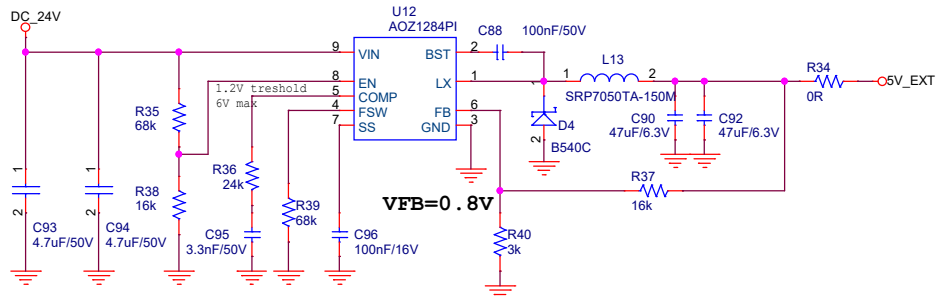 DC_24V
U12
AOZ1284PI
C88
100nF/50V
9
VIN
BST
2
8
EN
LX
1
5
COMP
4
FSW
FB
6
7
SS
GND
3
1.2V treshold
6V max
L13
1
2
SRP7050TA-150M
R34
0R
5V_EXT
R35
68k
D4
2
B540C
C90
47uF/6.3V
C92
47uF/6.3V
R36
24k
R37
16k
1
2
1
2
R38
16k
VFB=0.8V
C93
4.7uF/50V
C94
4.7uF/50V
C95
3.3nF/50V
R39
68k
C96
100nF/16V
R40
3k